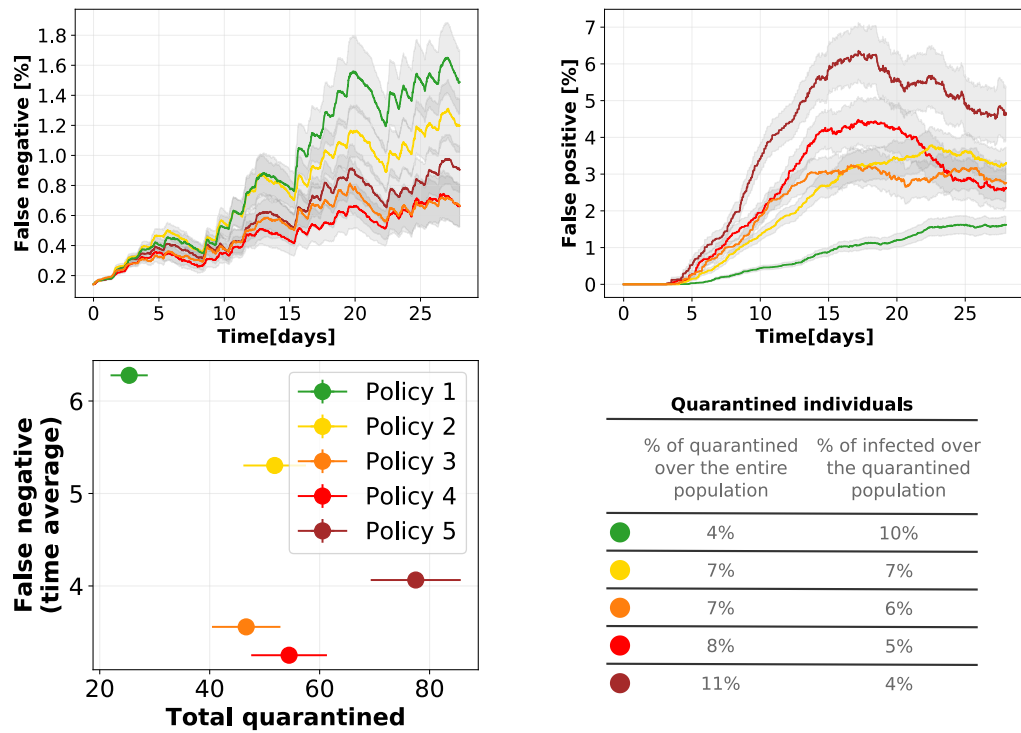 False negative [%]
1.8
1.6
1.4
1.2
1.0
0.8
0.6
0.4
0.2
0 5 10 15 20 25
Time[days]
False positive [%]
7
6
5
4
3
2
1
0
0 5 10 15 20 25
Time[days]
False negative
(time average)
6
5
4
20 40 60 80
Total quarantined
Policy 1
Policy 2
Policy 3
Policy 4
Policy 5
Quarantined individuals
% of quarantined % of infected over
over the entire the quarantined
population population
4% 10%
7% 7%
7% 6%
8% 5%
11% 4%